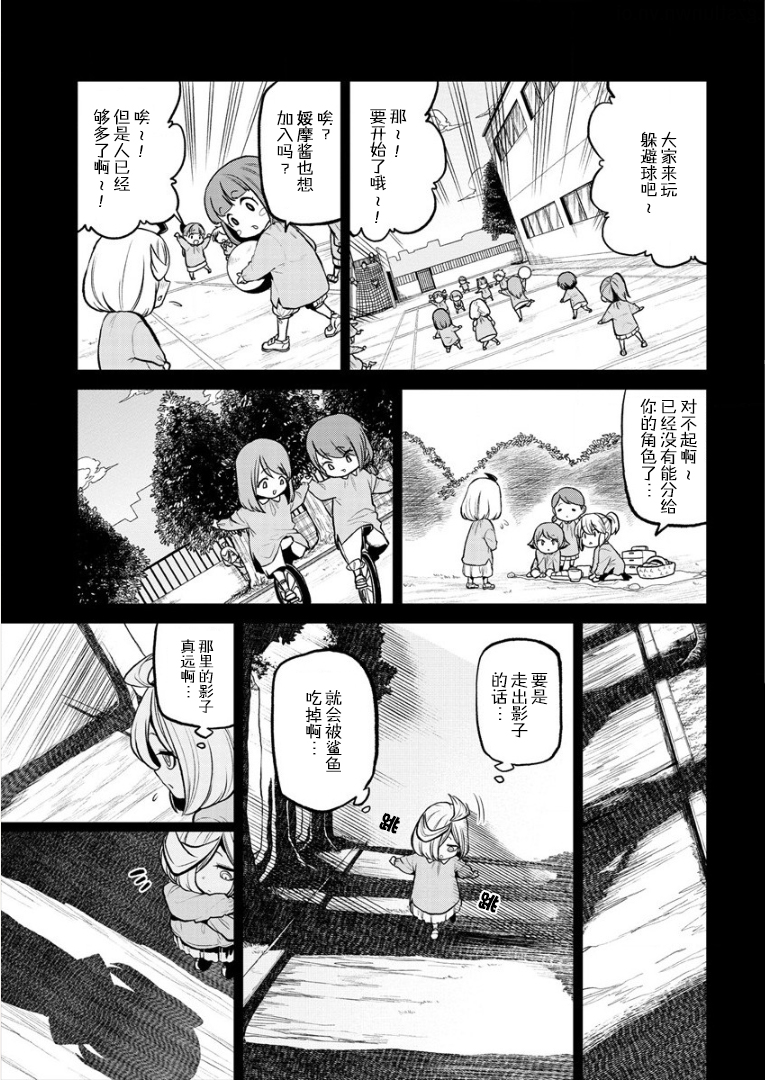 大家来玩
躲避球吧～
那～！
要开始了哦～！
唉？
嫒摩酱也想
加入吗？
唉～！
但是人已经
够多了啊～！
对不起啊～
已经没有能分给
你的角色了…
要是
走出影子
的话…
就会被鲨鱼
吃掉啊…
跳
跳
那里的影子
真远啊…